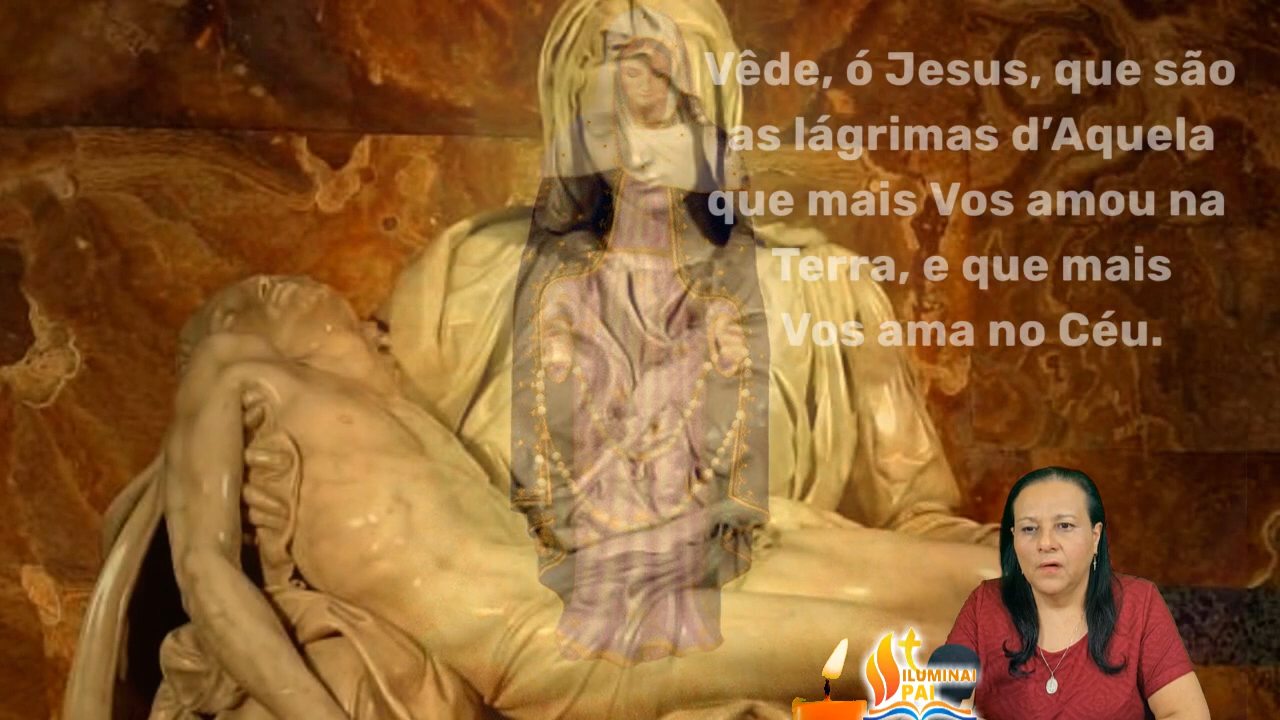 Vêde, ó Jesus, que são
as lágrimas d’Aquela
que mais Vos amou na
Terra, e que mais
Vos ama no Céu.
ILUMINAI
PAI